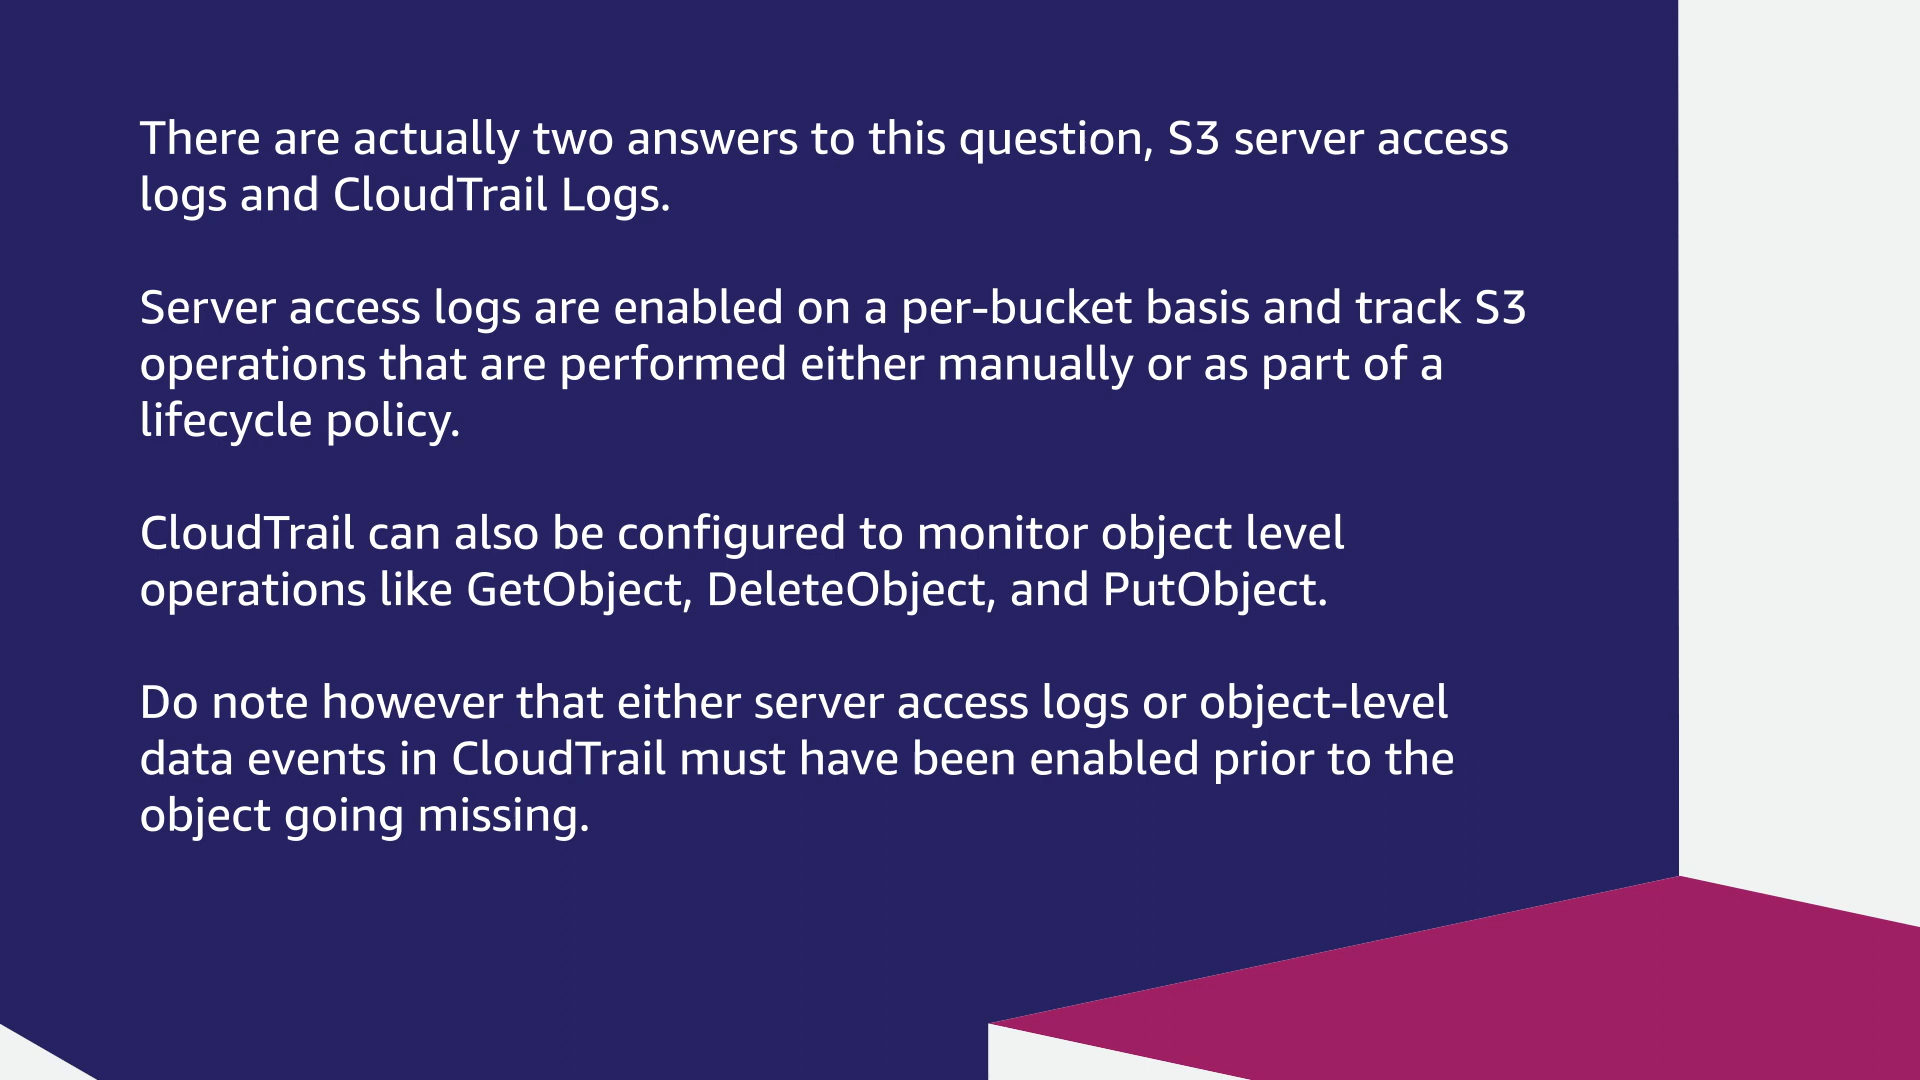 There are actually two answers to this question, S3 server access
logs and CloudTrail Logs.
Server access logs are enabled on a per-bucket basis and track S3
operations that are performed either manually or as part of a
lifecycle policy.
CloudTrail can also be configured to monitor object level
operations like GetObject, DeleteObject, and PutObject.
Do note however that either server access logs or object-level
data events in CloudTrail must have been enabled prior to the
object going missing.